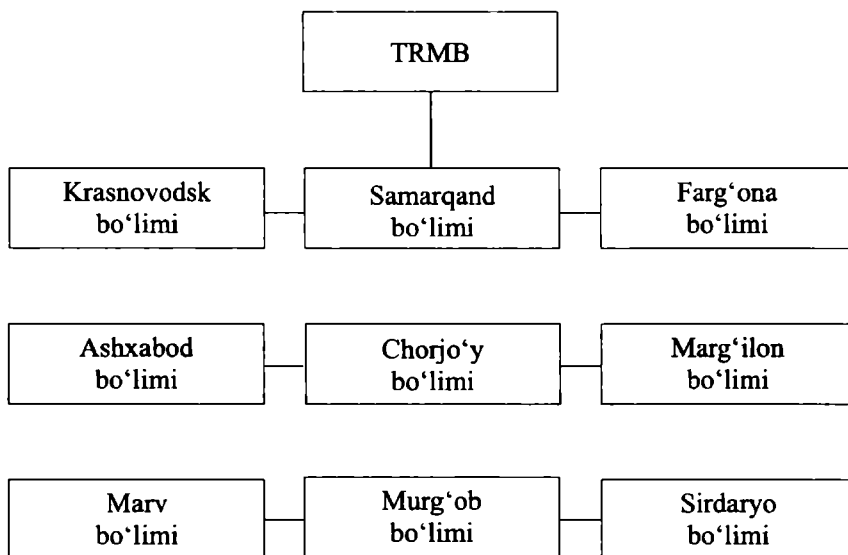 TRMB
Krasnovodsk
bo‘limi
Samarqand
bo‘limi
Farg‘ona
bo‘limi
Ashxabod
bo‘limi
Chorjo‘y
bo‘limi
Marg‘ilon
bo‘limi
Marv
bo‘limi
Murg‘ob
bo‘limi
Sirdaryo
bo‘limi